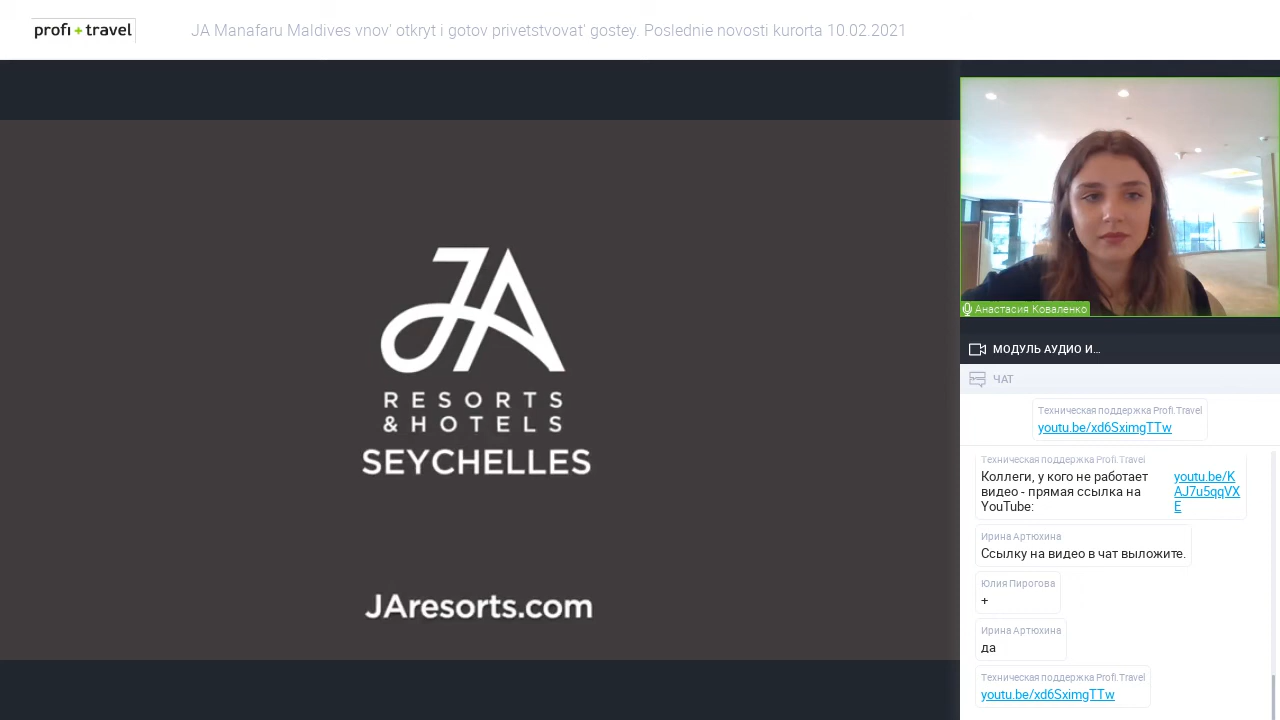 profi + travel
JA Manafaru Maldives vnov' otkryt i gotov privetstvovat' gostey. Poslednie novosti kurorta 10.02.2021
JA
RESORTS
& HOTELS
SEYCHELLES
JAresorts.com
Анастасия Коваленко
МОДУЛЬ АУДИО И...
ЧАТ
Техническая поддержка Profi.Travel
youtu.be/xd6SximgTTw
Техническая поддержка Profi.Travel
Коллеги, у кого не работает
видео - прямая ссылка на
YouTube:
youtu.be/K
AJ7u5qqVX
E
Ирина Артюхина
Ссылку на видео в чат выложите.
Юлия Пирогова
+
Ирина Артюхина
да
Техническая поддержка Profi.Travel
youtu.be/xd6SximgTTw